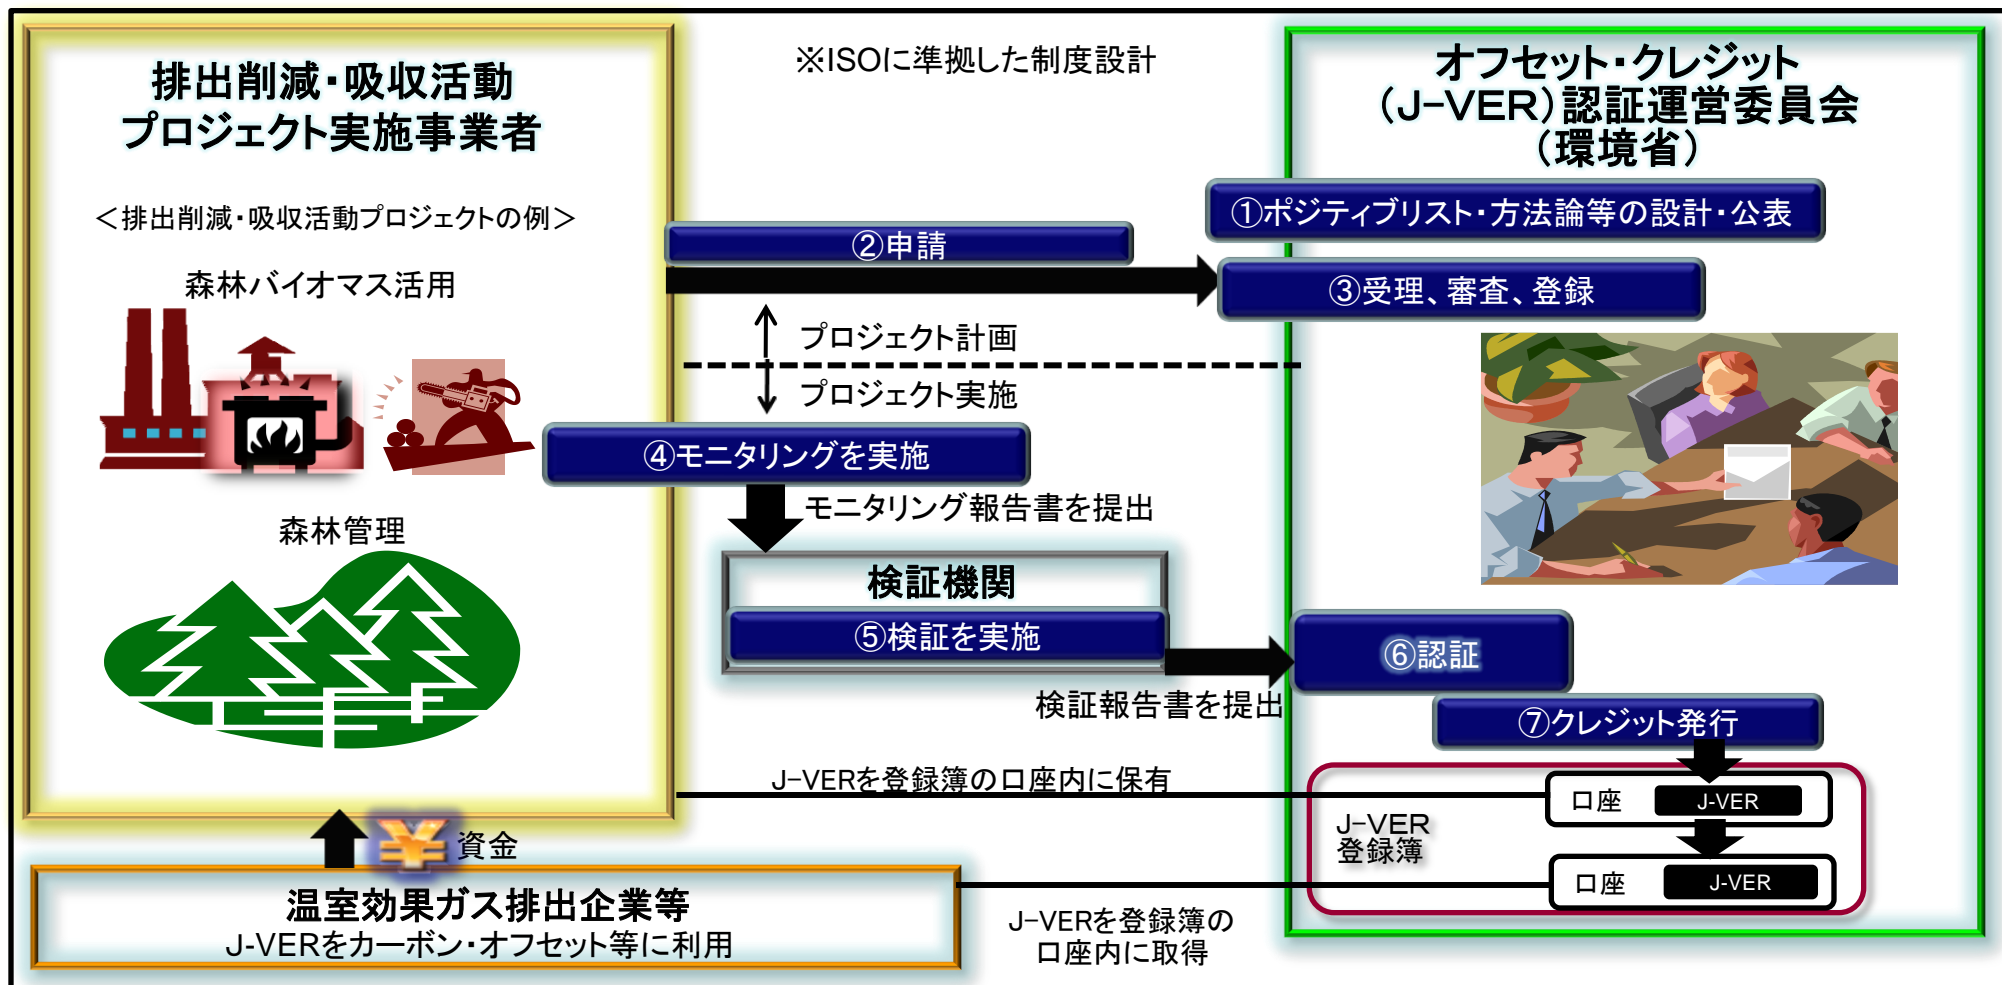 ※ISOに準拠した制度設計
排出削減・吸収活動
プロジェクト実施事業者
＜排出削減・吸収活動プロジェクトの例＞
森林バイオマス活用
森林管理
オフセット・クレジット
（J-VER）認証運営委員会
（環境省）
①ポジティブリスト・方法論等の設計・公表
②申請
③受理、審査、登録
プロジェクト計画
プロジェクト実施
④モニタリングを実施
モニタリング報告書を提出
検証機関
⑤検証を実施
検証報告書を提出
⑥認証
⑦クレジット発行
J-VERを登録簿の口座内に保有
口座 J-VER
J-VER
登録簿
口座 J-VER
資金
温室効果ガス排出企業等
J-VERをカーボン・オフセット等に利用
J-VERを登録簿の
口座内に取得